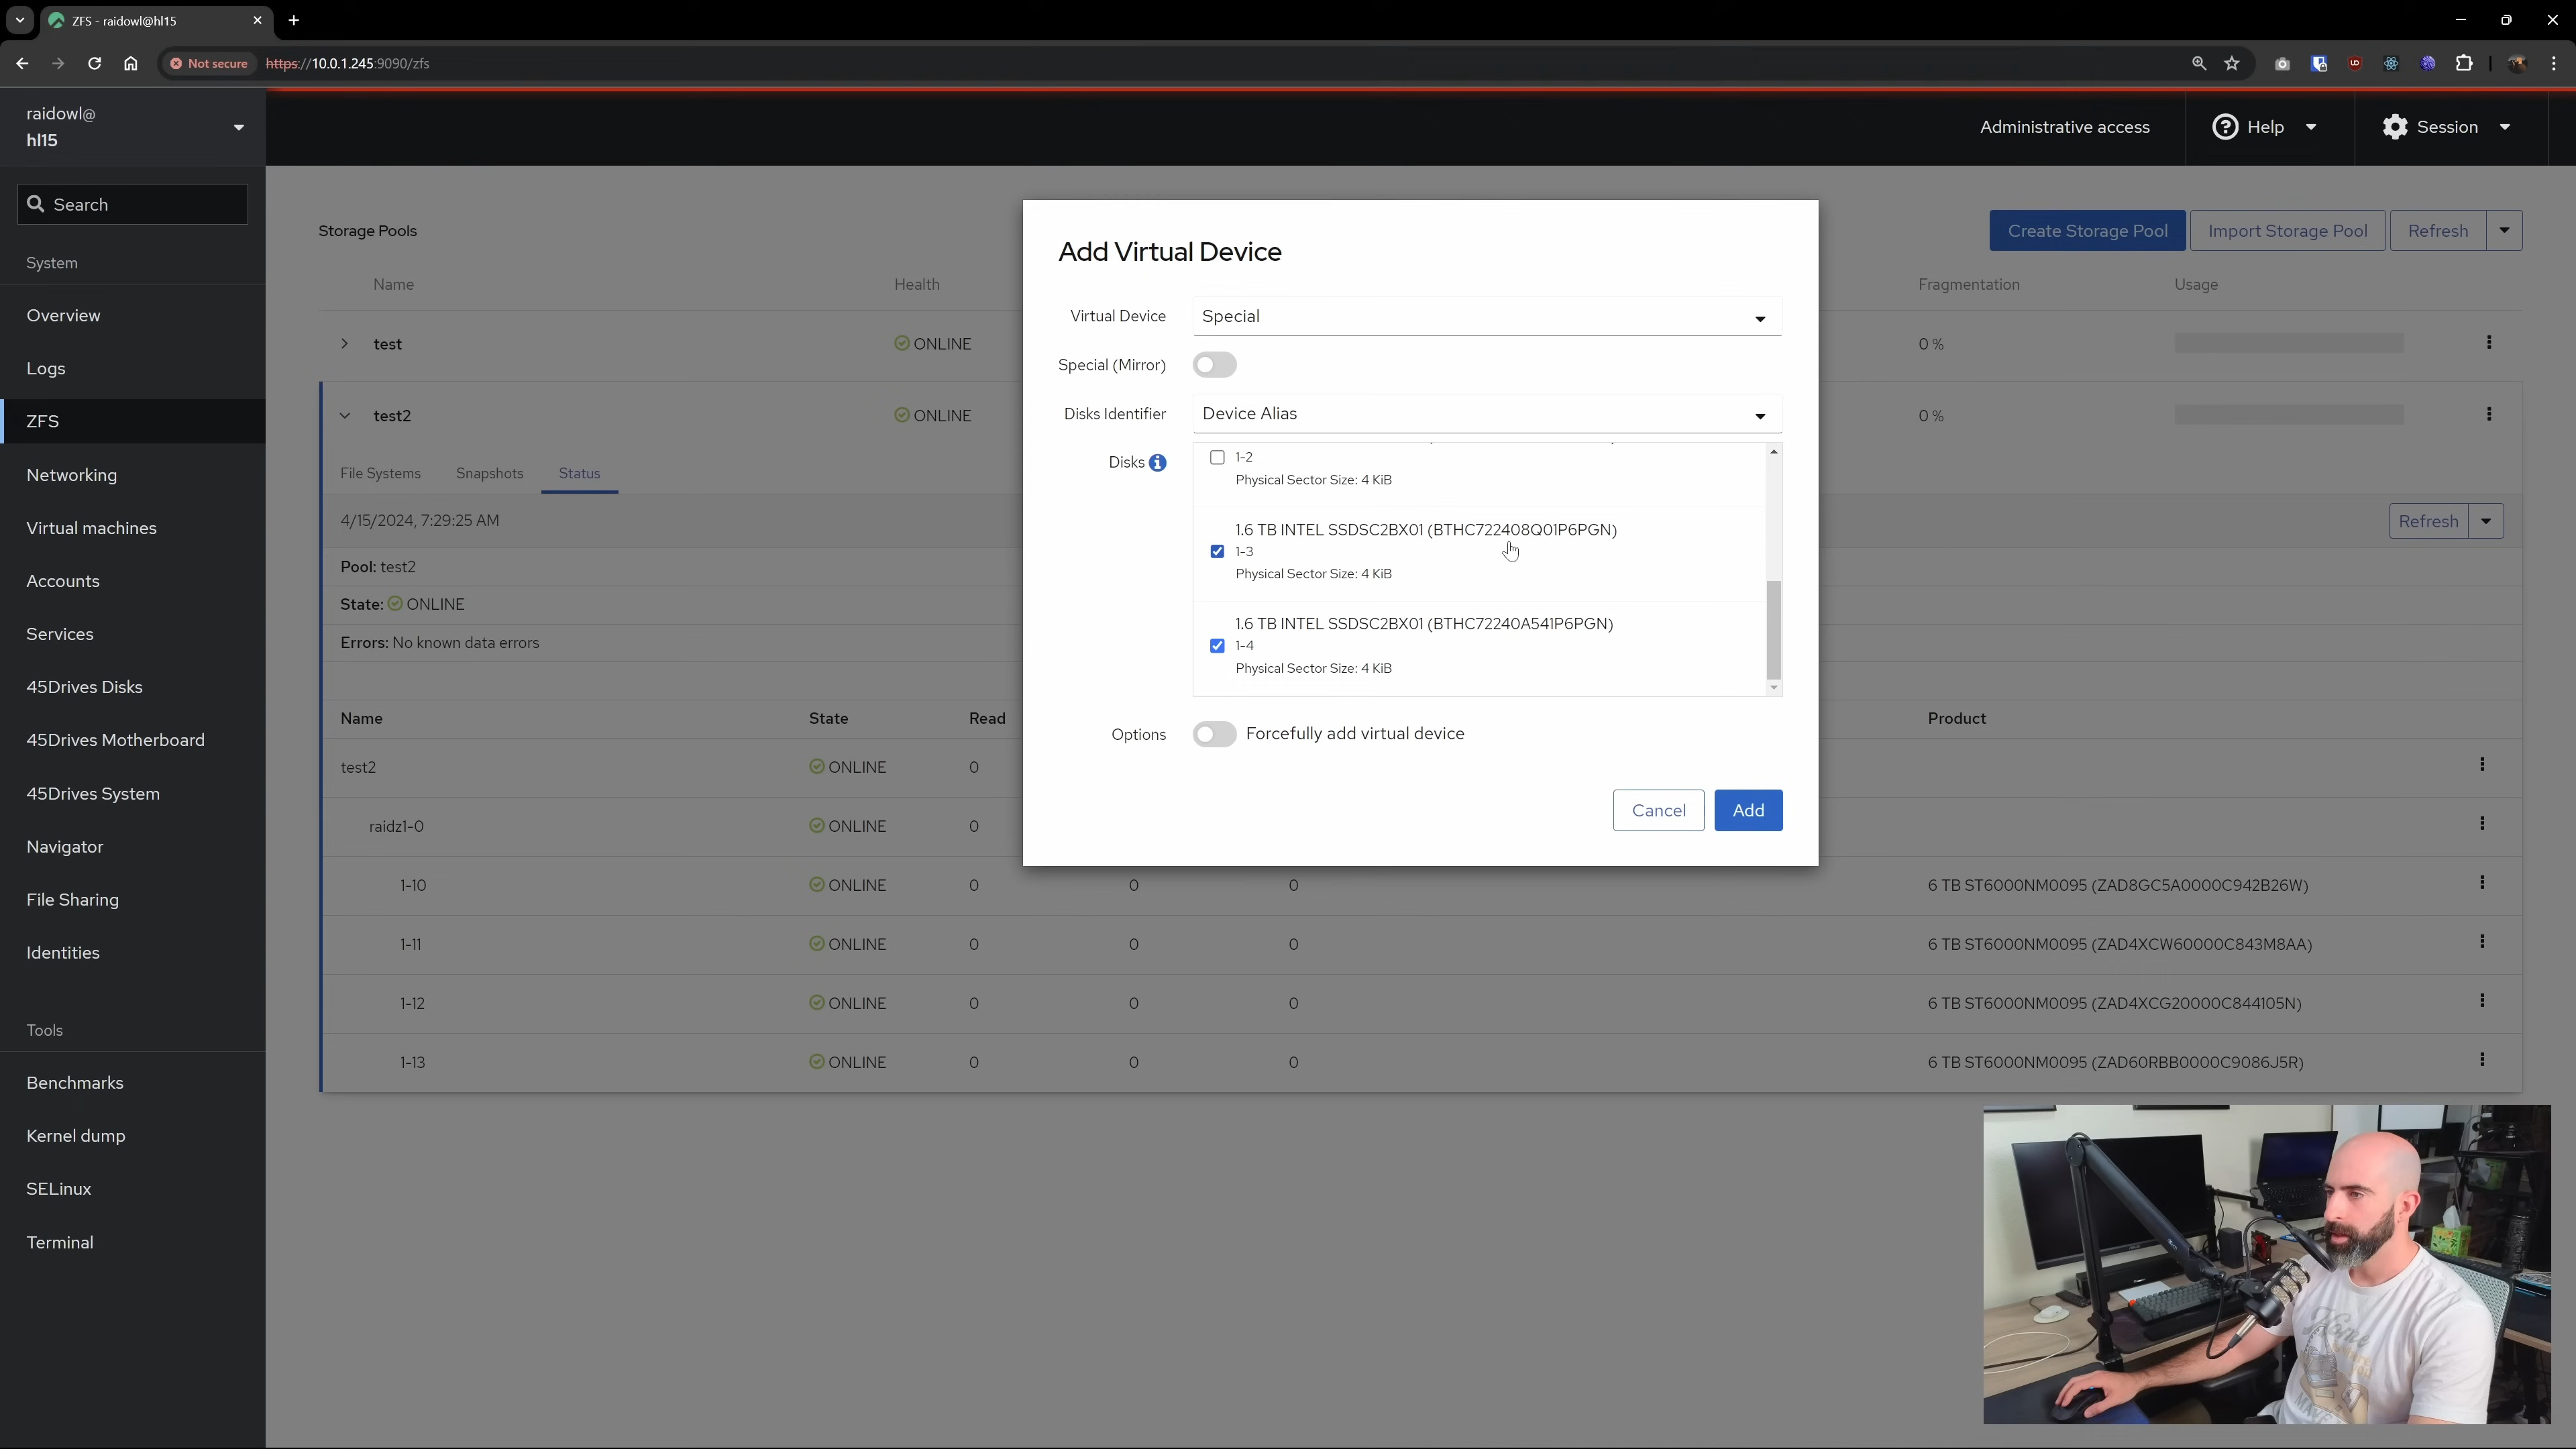 ZFS - raidowl@hl15
Not secure
https://10.0.1.245:9090/zfs
raidowl@
hl15
Administrative access
Help
Session
Search
System
Overview
Logs
ZFS
Networking
Virtual machines
Accounts
Services
45Drives Disks
45Drives Motherboard
45Drives System
Navigator
File Sharing
Identities
Tools
Benchmarks
Kernel dump
SELinux
Terminal
Storage Pools
Create Storage Pool
Import Storage Pool
Refresh
Name
Health
Fragmentation
Usage
test
ONLINE
0 %
test2
ONLINE
0 %
File Systems
Snapshots
Status
4/15/2024, 7:29:25 AM
Refresh
Pool: test2
State: ONLINE
Errors: No known data errors
Name State Read Product
test2 ONLINE 0
raidz1-0 ONLINE 0
1-10 ONLINE 0 0 0 6 TB ST6000NM0095 (ZAD8GC5A0000C942B26W)
1-11 ONLINE 0 0 0 6 TB ST6000NM0095 (ZAD4XCW60000C843M8AA)
1-12 ONLINE 0 0 0 6 TB ST6000NM0095 (ZAD4XCG20000C844105N)
1-13 ONLINE 0 0 0 6 TB ST6000NM0095 (ZAD60RBB0000C9086J5R)
Add Virtual Device
Virtual Device
Special
Special (Mirror)
Disks Identifier
Device Alias
Disks
1-2
Physical Sector Size: 4 KiB
1.6 TB INTEL SSDSC2BX01 (BTHC722408Q01P6PGN)
1-3
Physical Sector Size: 4 KiB
1.6 TB INTEL SSDSC2BX01 (BTHC72240A541P6PGN)
1-4
Physical Sector Size: 4 KiB
Options
Forcefully add virtual device
Cancel
Add